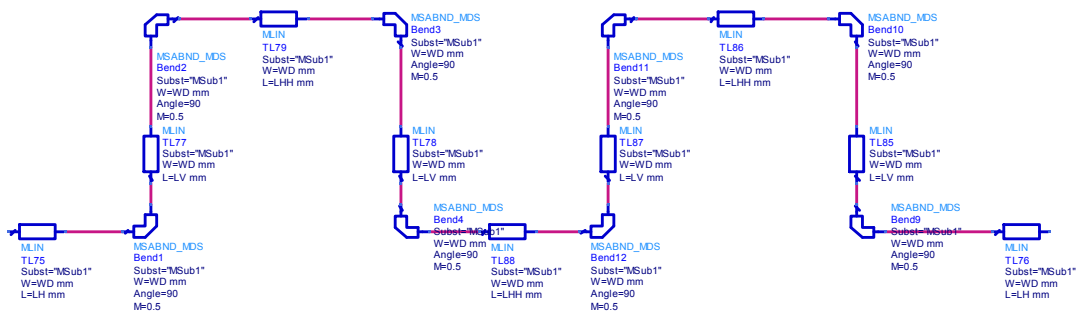 MSABND_MDS
Bend2
Subst="MSub1"
W=WD mm
Angle=90
M=0.5
MLIN
TL79
Subst="MSub1"
W=WD mm
L=LHH mm
MSABND_MDS
Bend3
Subst="MSub1"
W=WD mm
Angle=90
M=0.5
MSABND_MDS
Bend11
Subst="MSub1"
W=WD mm
Angle=90
M=0.5
MLIN
TL86
Subst="MSub1"
W=WD mm
L=LHH mm
MSABND_MDS
Bend10
Subst="MSub1"
W=WD mm
Angle=90
M=0.5
MLIN
TL77
Subst="MSub1"
W=WD mm
L=LV mm
MLIN
TL78
Subst="MSub1"
W=WD mm
L=LV mm
MLIN
TL87
Subst="MSub1"
W=WD mm
L=LV mm
MLIN
TL85
Subst="MSub1"
W=WD mm
L=LV mm
MLIN
TL75
Subst="MSub1"
W=WD mm
L=LH mm
MSABND_MDS
Bend1
Subst="MSub1"
W=WD mm
Angle=90
M=0.5
MSABND_MDS
Bend4
Subst="MSub1"
W=WD mm
Angle=90
M=0.5
MLIN
TL88
Subst="MSub1"
W=WD mm
L=LHH mm
MSABND_MDS
Bend12
Subst="MSub1"
W=WD mm
Angle=90
M=0.5
MSABND_MDS
Bend9
Subst="MSub1"
W=WD mm
Angle=90
M=0.5
MLIN
TL76
Subst="MSub1"
W=WD mm
L=LH mm